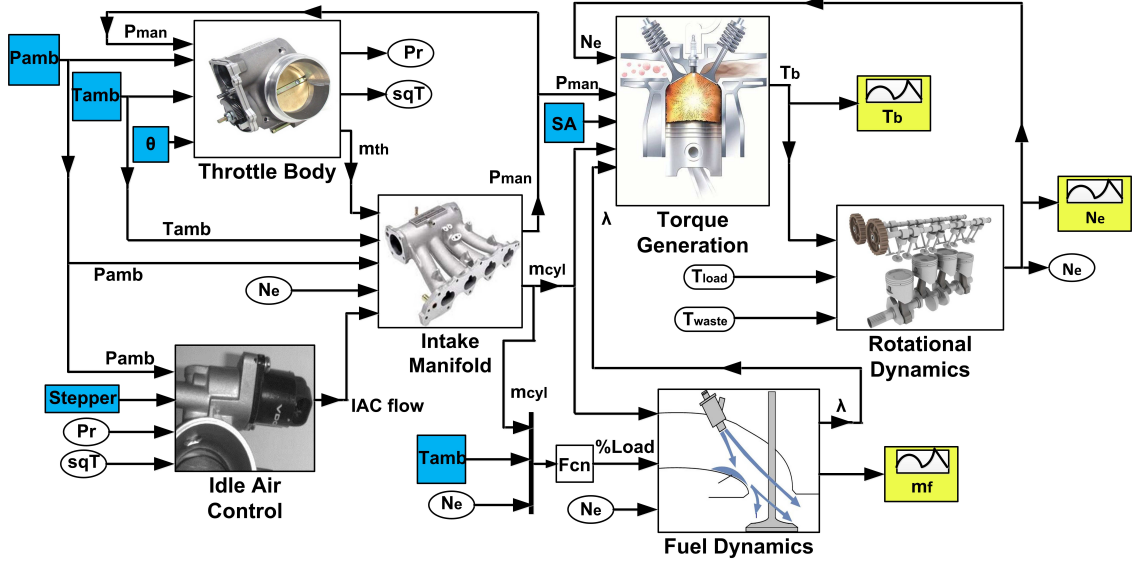 Pman
Pamb
Tamb
θ
Pr
sqT
mth
Throttle Body
Ne
Pman
SA
λ
Tb
Tb
Torque
Generation
Pman
Tamb
Pamb
Ne
mcyl
Intake
Manifold
Ne
Ne
Tload
Twaste
Rotational
Dynamics
Pamb
Stepper
Pr
sqT
IAC flow
Idle Air
Control
mcyl
Tamb
Ne
Fcn
%Load
Ne
λ
mf
Fuel Dynamics